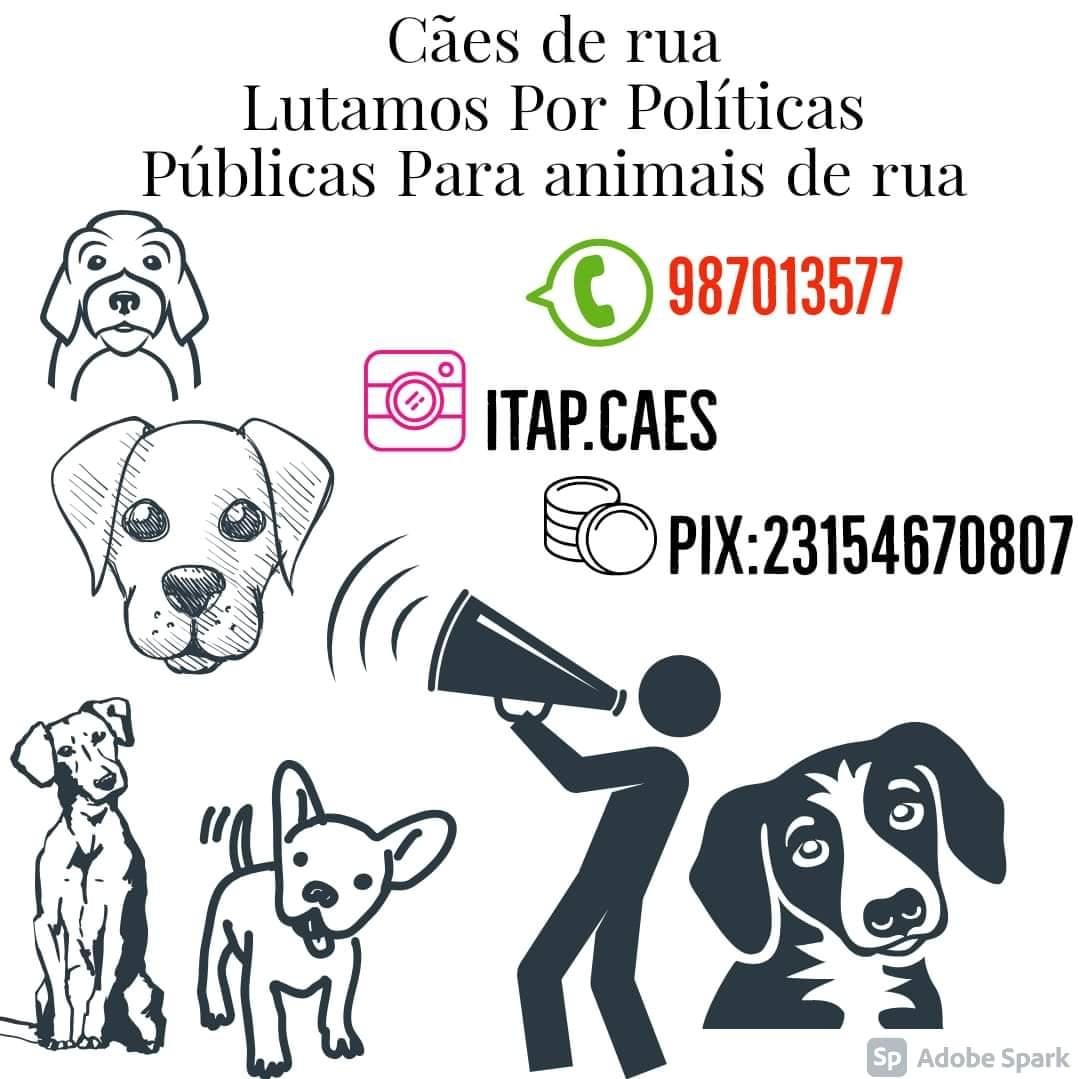 Cães de rua
Lutamos Por Políticas
Públicas Para animais de rua
987013577
ITAP.CAES
PIX:23154670807
Sp Adobe Spark